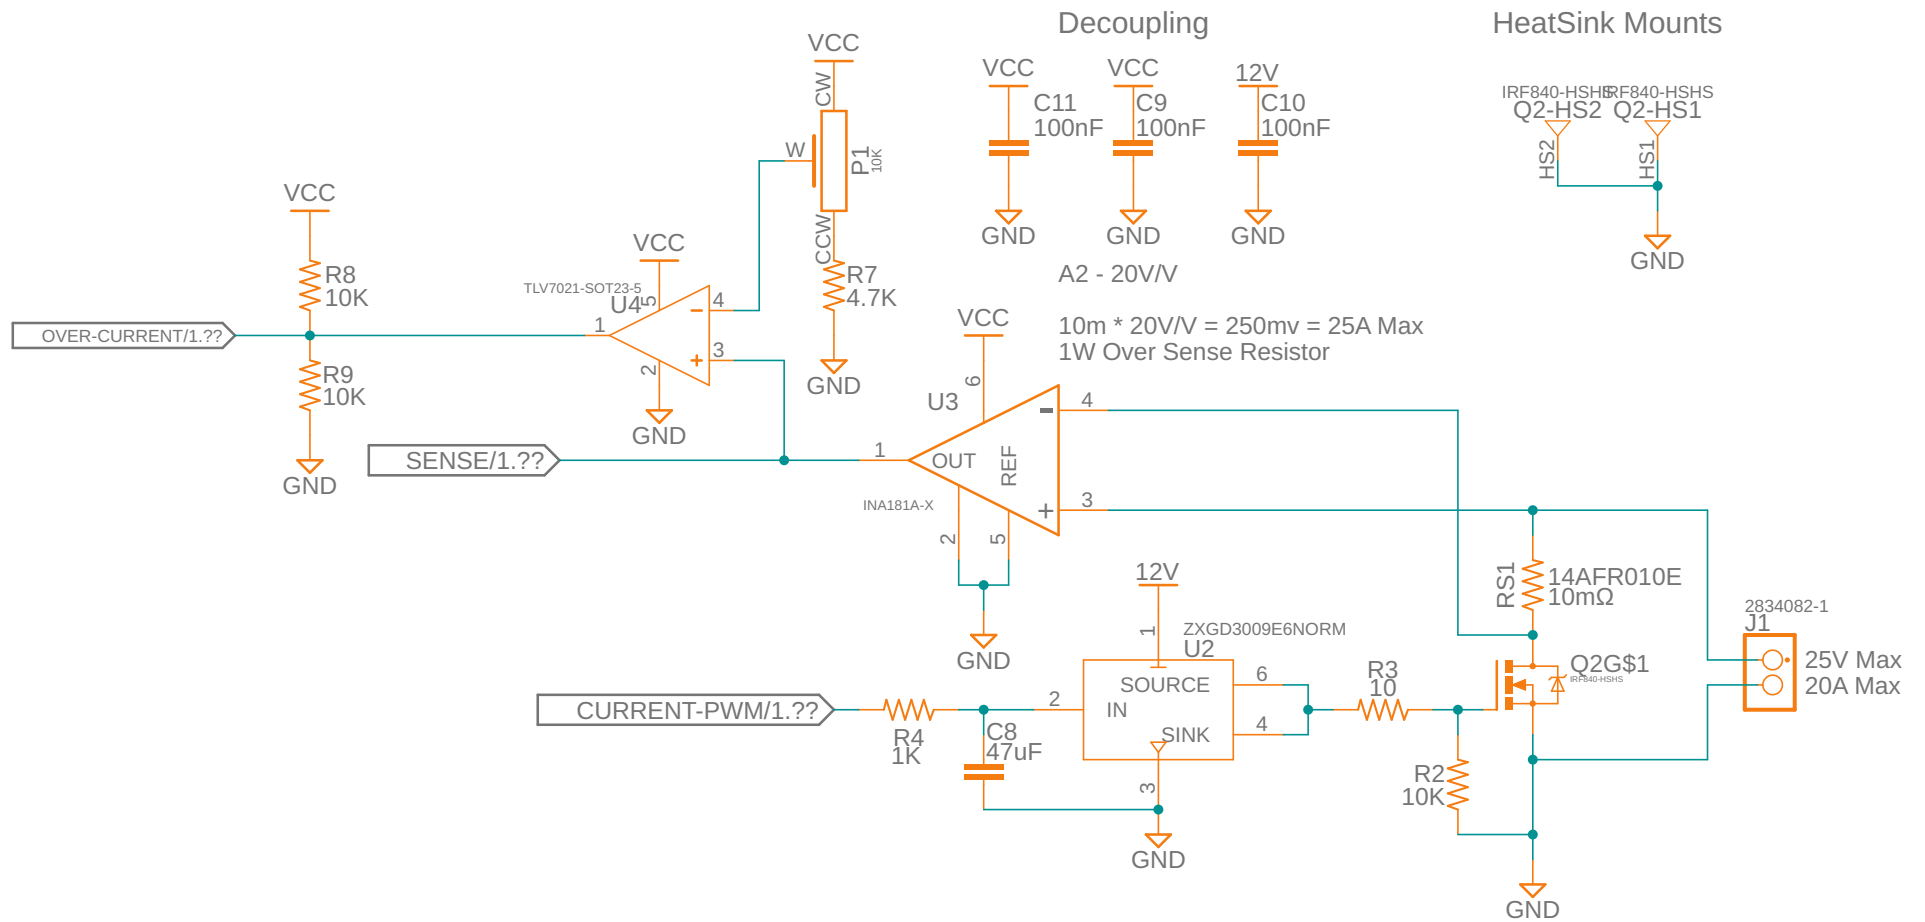 Decoupling
HeatSink Mounts
VCC
CW
W
P1
10K
CCW
R7
4.7K
GND
VCC
C11
100nF
GND
VCC
C9
100nF
GND
12V
C10
100nF
GND
IRF840-HSHS
Q2-HS2
HS2
IRF840-HSHS
Q2-HS1
HS1
GND
VCC
R8
10K
OVER-CURRENT/1.??
R9
10K
GND
VCC
TLV7021-SOT23-5
U4
5
4
1
3
2
GND
A2 - 20V/V
10m * 20V/V = 250mv = 25A Max
1W Over Sense Resistor
VCC
6
U3
4
SENSE/1.??
1
OUT
REF
INA181A-X
3
2
5
GND
RS1
14AFR010E
10mΩ
2834082-1
J1
25V Max
20A Max
12V
1
ZXGD3009E6NORM
U2
SOURCE
6
IN
2
SINK
4
3
GND
CURRENT-PWM/1.??
R4
1K
C8
47uF
R3
10
Q2G$1
IRF840-HSHS
R2
10K
GND